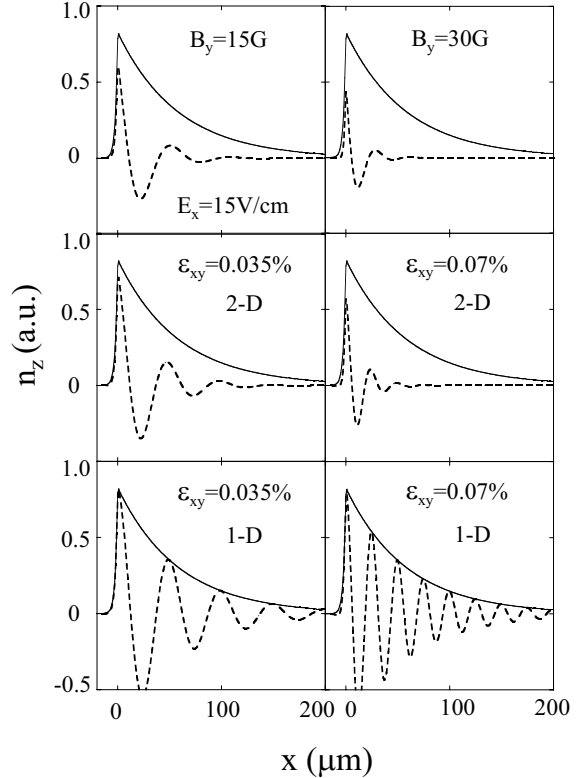 1.0
0.5
0
B_y=15G
E_x=15V/cm
B_y=30G
1.0
0.5
0
ε_xy=0.035%
2-D
ε_xy=0.07%
2-D
n_z (a.u.)
1.0
0.5
0
-0.5
ε_xy=0.035%
1-D
ε_xy=0.07%
1-D
0 100 200
0 100 200
x (μm)